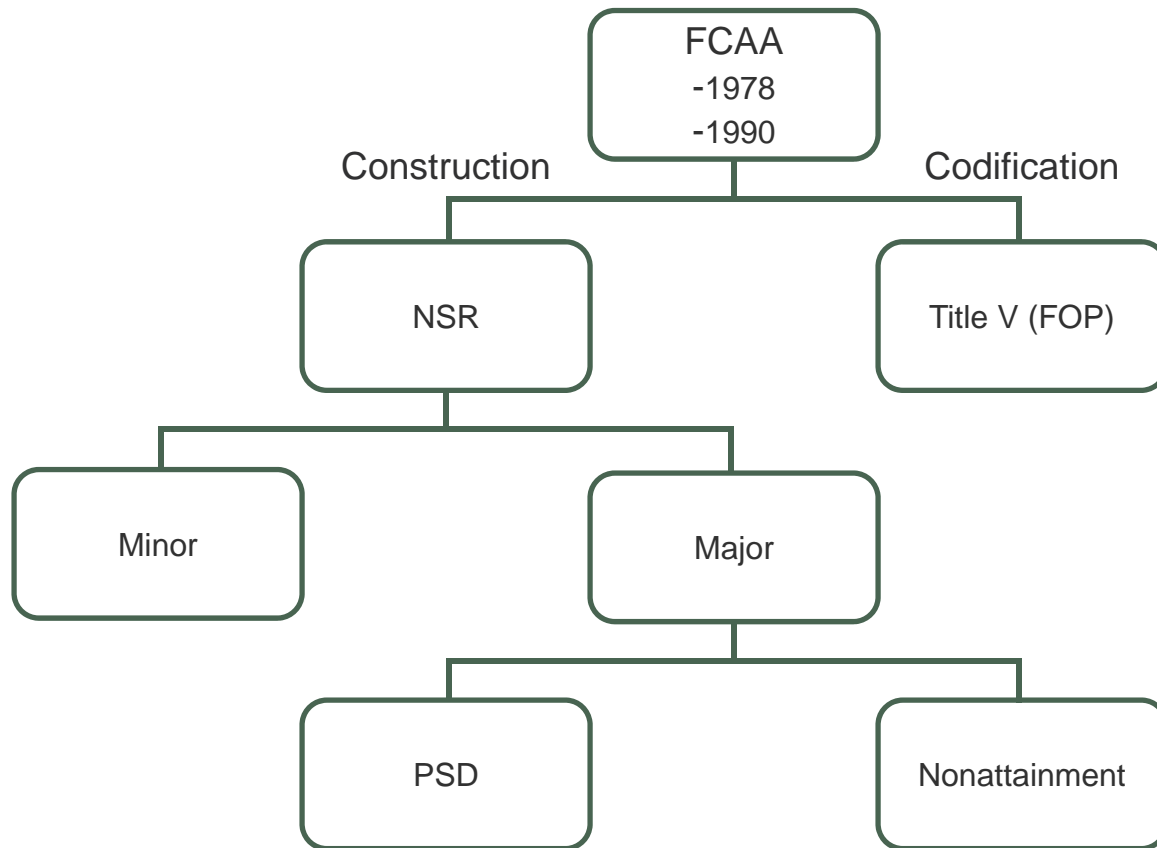 FCAA
-1978
-1990
Construction
Codification
NSR
Title V (FOP)
Minor
Major
PSD
Nonattainment